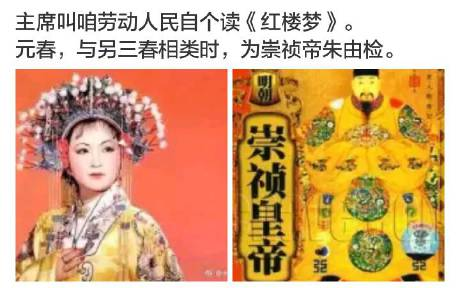 主席叫咱劳动人民自个读《红楼梦》。
元春，与另三春相类时，为崇祯帝朱由检。
明朝
崇祯皇帝